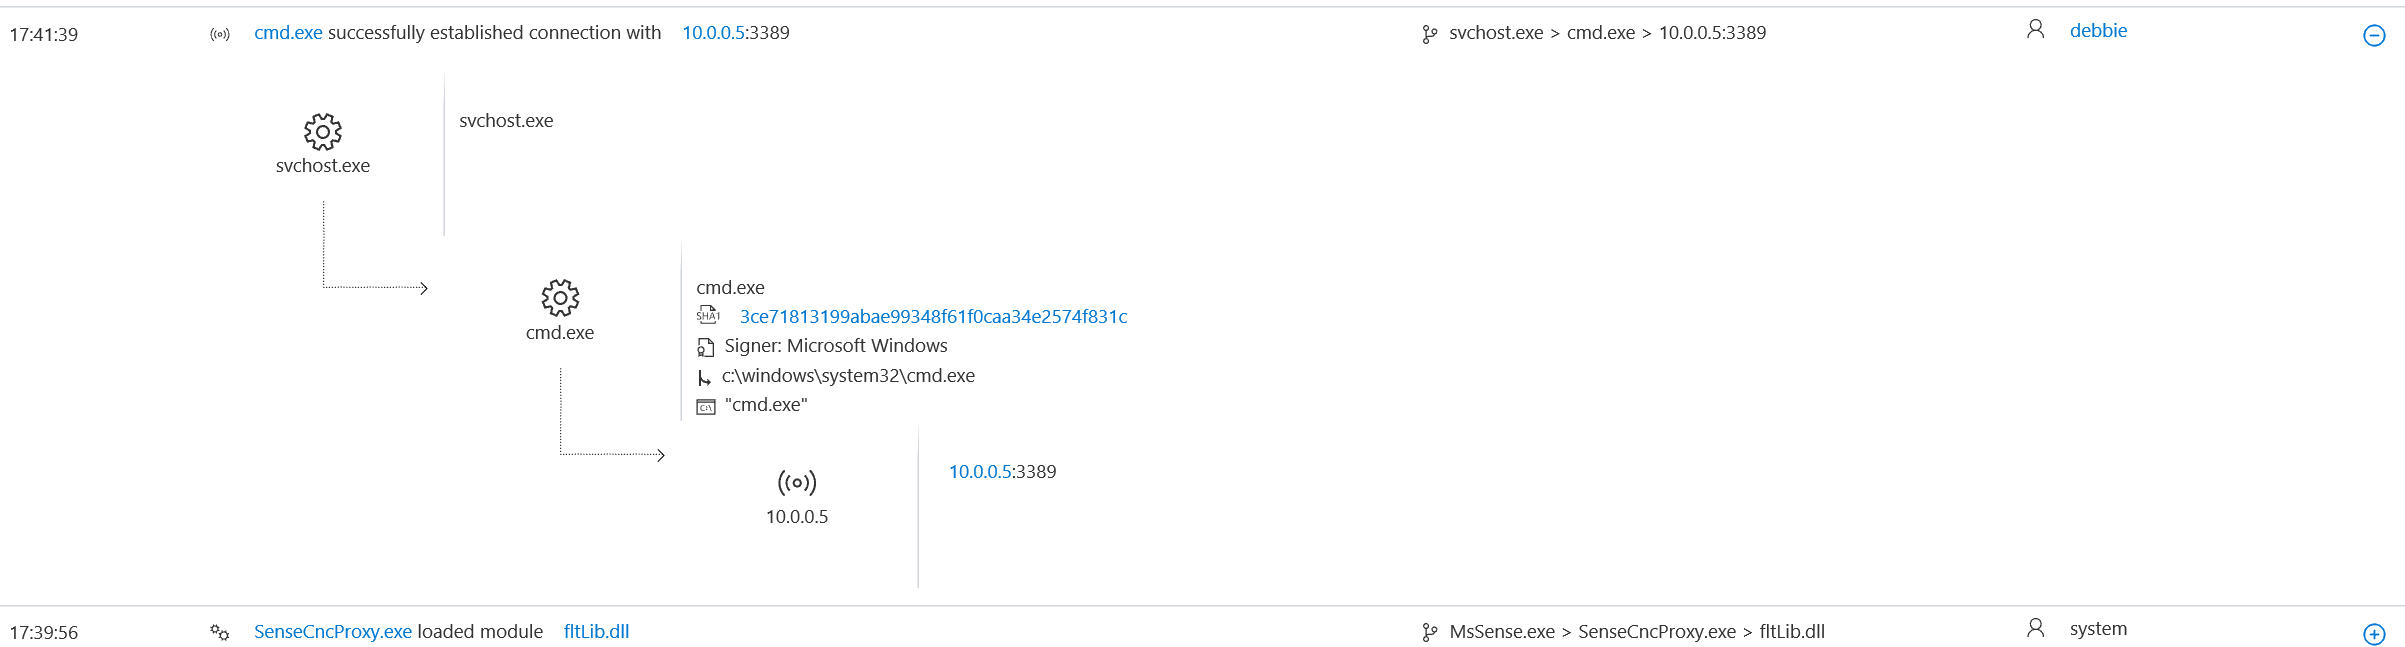 17:41:39 cmd.exe successfully established connection with 10.0.0.5:3389 svchost.exe > cmd.exe > 10.0.0.5:3389 debbie
svchost.exe
svchost.exe
cmd.exe
SHA1 3ce71813199abae99348f61f0caa34e2574f831c
cmd.exe
Signer: Microsoft Windows
c:\windows\system32\cmd.exe
C:\ "cmd.exe"
10.0.0.5:3389
10.0.0.5
17:39:56 SenseCncProxy.exe loaded module fltLib.dll MsSense.exe > SenseCncProxy.exe > fltLib.dll system